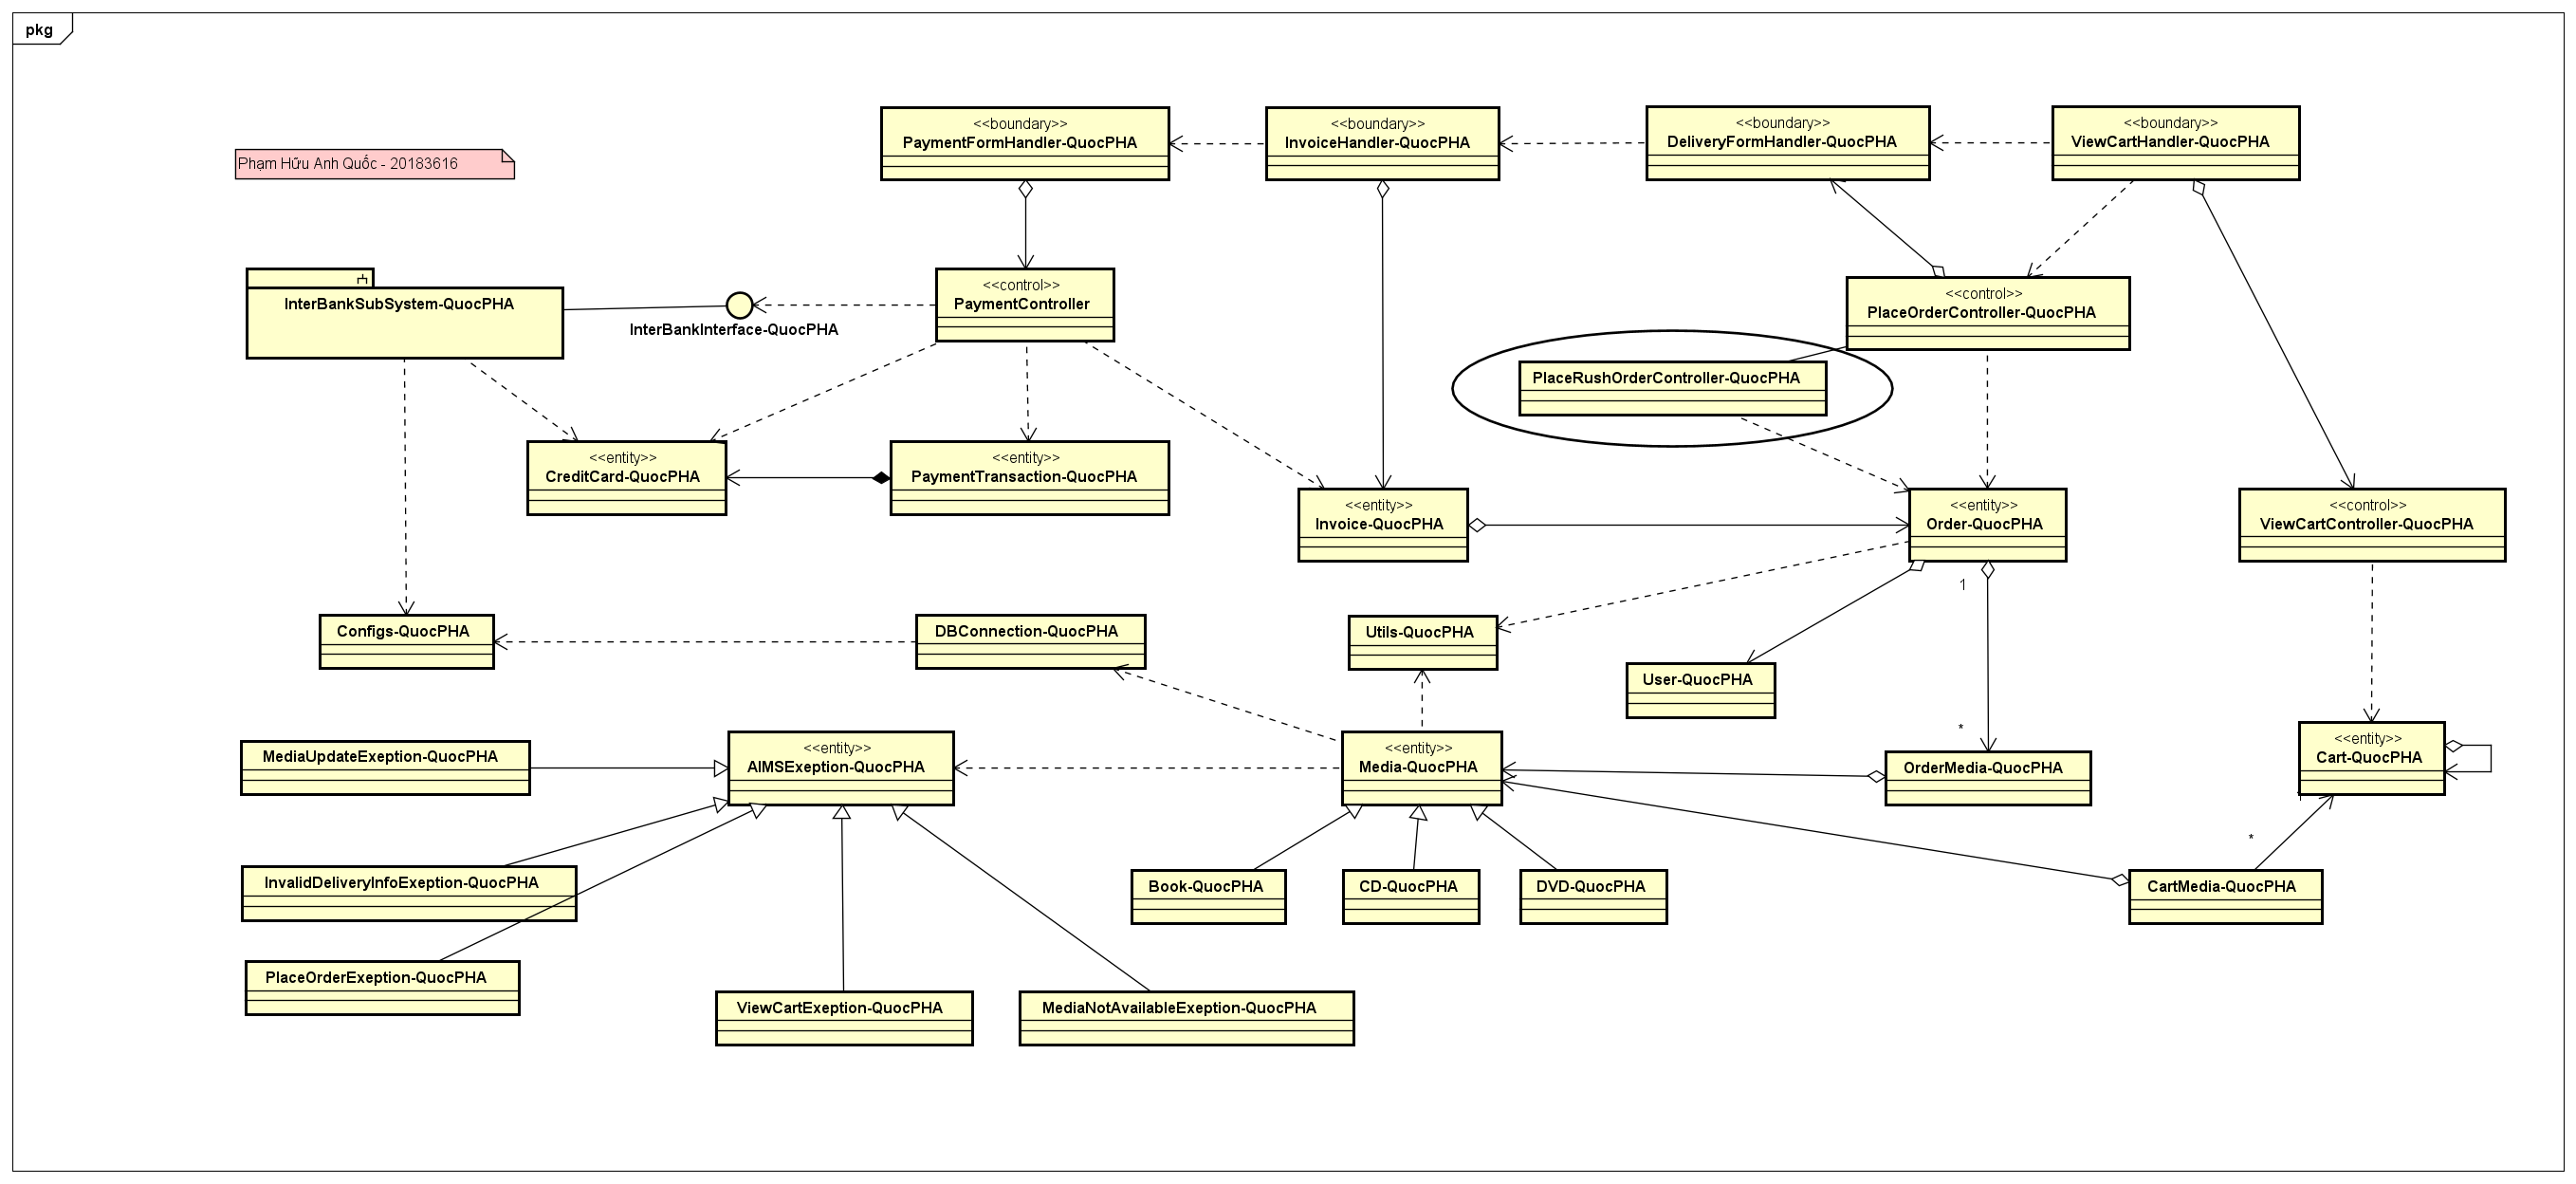 pkg
<<boundary>>
PaymentFormHandler-QuocPHA
<<boundary>>
InvoiceHandler-QuocPHA
<<boundary>>
DeliveryFormHandler-QuocPHA
<<boundary>>
ViewCartHandler-QuocPHA
Phạm Hữu Anh Quốc - 20183616
InterBankSubSystem-QuocPHA
InterBankInterface-QuocPHA
<<control>>
PaymentController
<<control>>
PlaceOrderController-QuocPHA
PlaceRushOrderController-QuocPHA
<<entity>>
CreditCard-QuocPHA
<<entity>>
PaymentTransaction-QuocPHA
<<entity>>
Invoice-QuocPHA
<<entity>>
Order-QuocPHA
<<control>>
ViewCartController-QuocPHA
1
Configs-QuocPHA
DBConnection-QuocPHA
Utils-QuocPHA
User-QuocPHA
*
MediaUpdateExeption-QuocPHA
<<entity>>
AIMSExeption-QuocPHA
<<entity>>
Media-QuocPHA
OrderMedia-QuocPHA
<<entity>>
Cart-QuocPHA
1
*
InvalidDeliveryInfoExeption-QuocPHA
Book-QuocPHA
CD-QuocPHA
DVD-QuocPHA
CartMedia-QuocPHA
PlaceOrderExeption-QuocPHA
ViewCartExeption-QuocPHA
MediaNotAvailableExeption-QuocPHA